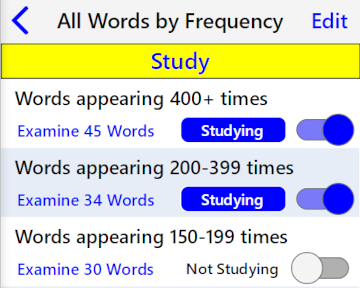 All Words by Frequency Edit
Study
Words appearing 400+ times
Examine 45 Words Studying
Words appearing 200-399 times
Examine 34 Words Studying
Words appearing 150-199 times
Examine 30 Words Not Studying